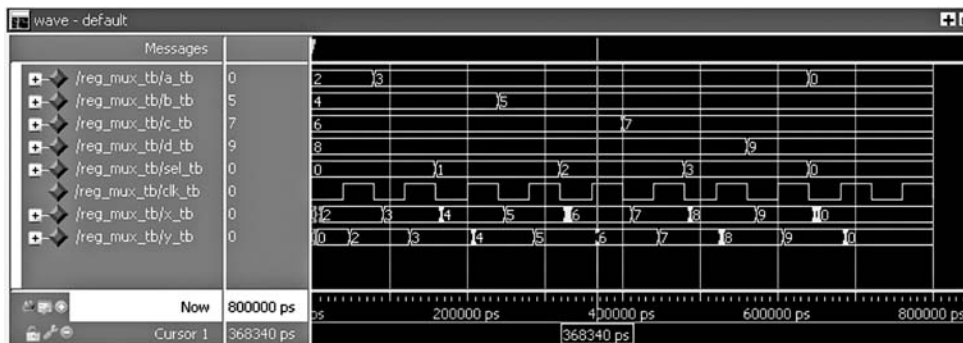 wave - default
Messages
/reg_mux_tb/a_tb 0 2 3 0
/reg_mux_tb/b_tb 5 4 5
/reg_mux_tb/c_tb 7 6 7
/reg_mux_tb/d_tb 9 8 9
/reg_mux_tb/sel_tb 0 0 1 2 3 0
/reg_mux_tb/clk_tb 0
/reg_mux_tb/x_tb 0 2 3 4 5 6 7 8 9 0
/reg_mux_tb/y_tb 0 0 2 3 4 5 6 7 8 9 0
Now 800000 ps ps 200000 ps 400000 ps 600000 ps 800000 ps
Cursor 1 368340 ps 368340 ps